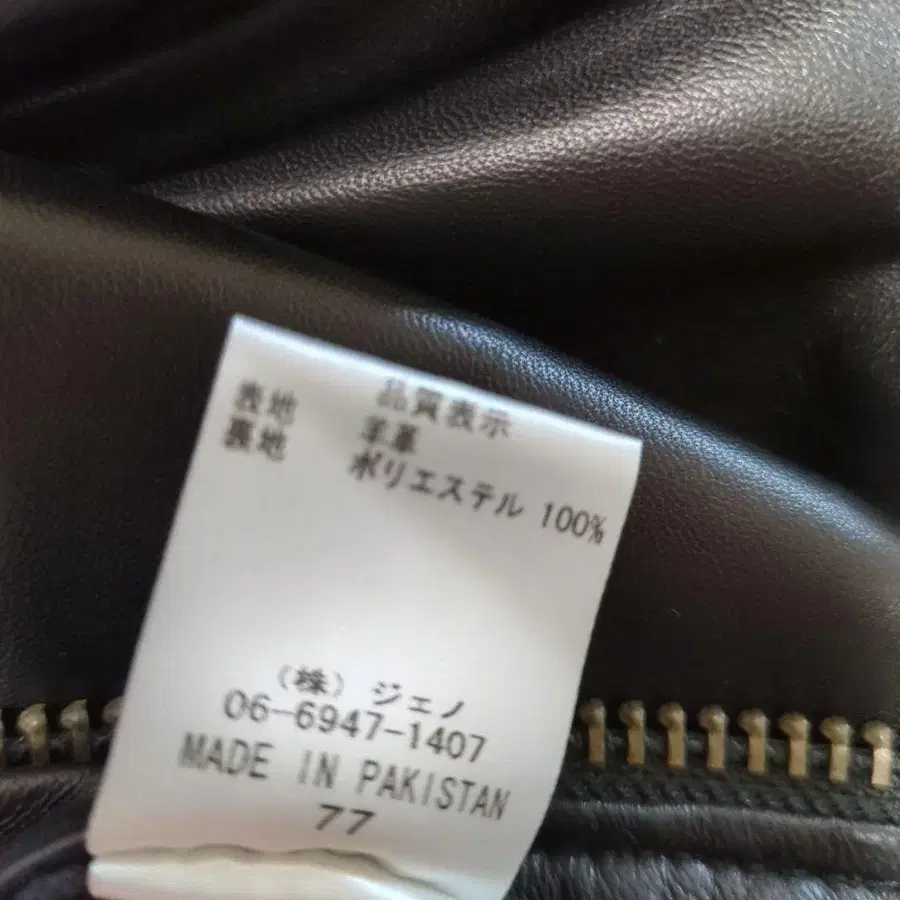 品質表示
表地 羊革
裏地 ポリエステル 100%
(株) ジェノ
06-6947-1407
MADE IN PAKISTAN
77